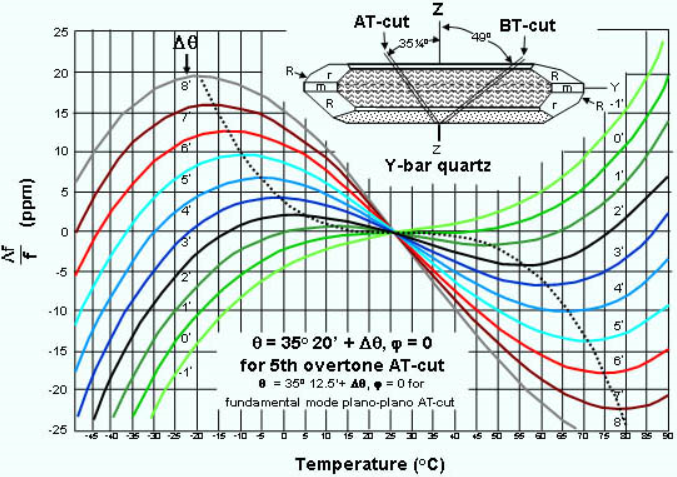 AT-cut Z BT-cut
35¼º 49º
R r m R
R m r Y R
Z
Y-bar quartz
25
20
15
10
5
0
-5
-10
-15
-20
-25
Δf
f
(ppm)
Δθ
8'
7'
6'
5'
4'
3'
2'
1'
0'
-1'
-1'
0'
1'
2'
3'
4'
5'
6'
7'
8'
θ = 35° 20' + Δθ, φ = 0
for 5th overtone AT-cut
θ = 35º 12.5'+ Δθ, φ = 0 for
fundamental mode plano-plano AT-cut
-45 -40 -35 -30 -25 -20 -15 -10 -5 0 5 10 15 20 25 30 35 40 45 50 55 60 65 70 75 80 85 90
Temperature (°C)